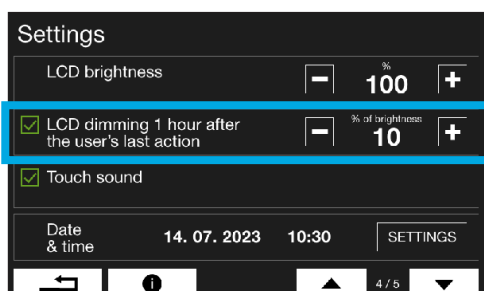 Settings
LCD brightness
%
− 100 +
LCD dimming 1 hour after
the user's last action
% of brightness
− 10 +
Touch sound
Date
& time
14. 07. 2023 10:30 SETTINGS
4/5